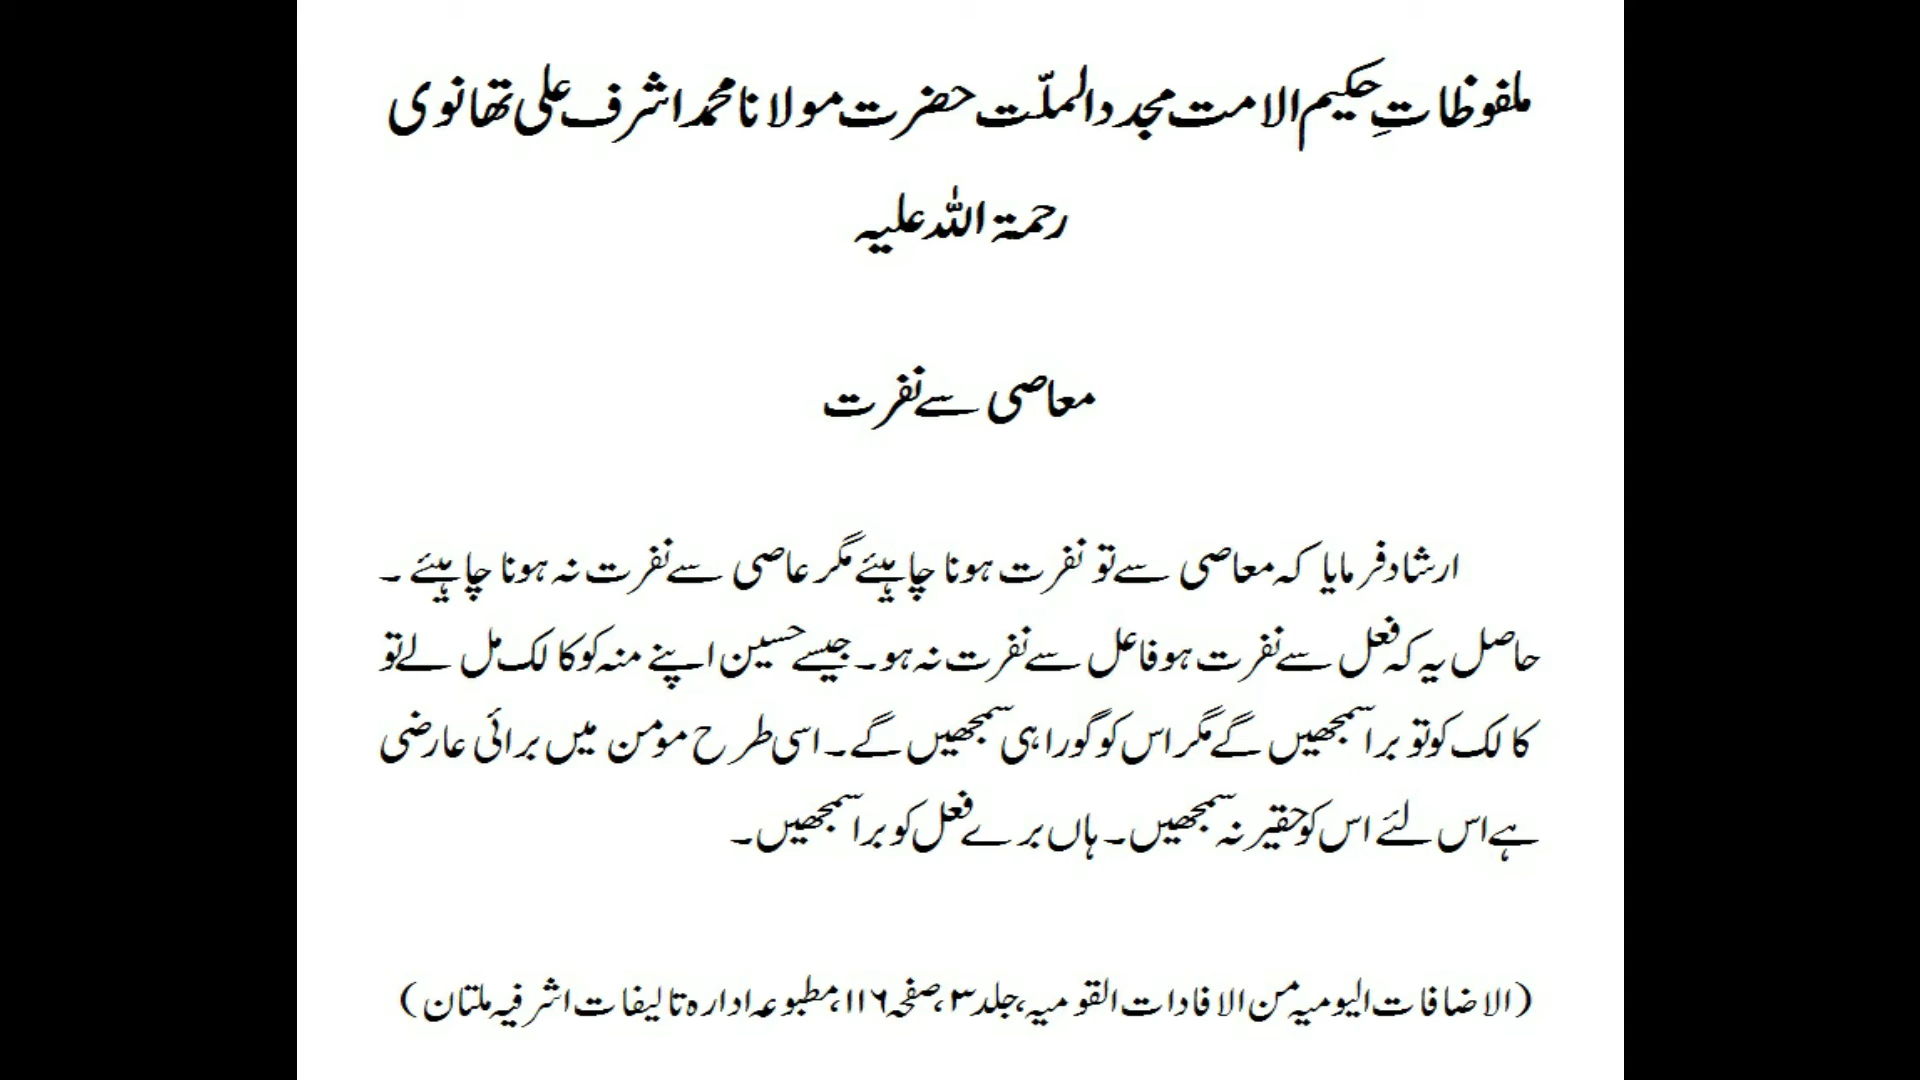 ملفوظاتِ حکیم الامت مجدد الملّت حضرت مولانا محمد اشرف علی تھانوی
رحمۃ اللہ علیہ
معاصی سے نفرت
ارشاد فرمایا کہ معاصی سے تو نفرت ہونا چاہیئے مگر عاصی سے نفرت نہ ہونا چاہیئے ۔
حاصل یہ کہ فعل سے نفرت ہو فاعل سے نفرت نہ ہو۔ جیسے حسین اپنے منہ کو کالک مل لے تو
کالک کو تو برا سمجھیں گے مگر اس کو گورا ہی سمجھیں گے۔ اسی طرح مومن میں برائی عارضی
ہے اس لئے اس کو حقیر نہ سمجھیں۔ ہاں برے فعل کو برا سمجھیں۔
(الاضافات الیومیہ من الافادات القومیہ، جلد ۳، صفحہ ۱۱۶، مطبوعہ ادارہ تالیفات اشرفیہ ملتان)